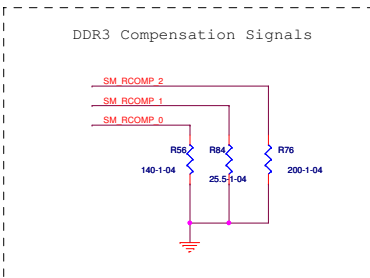 DDR3 Compensation Signals
SM_RCOMP_2
SM_RCOMP_1
SM_RCOMP_0
R56 R84 R76
140-1-04 25.5-1-04 200-1-04